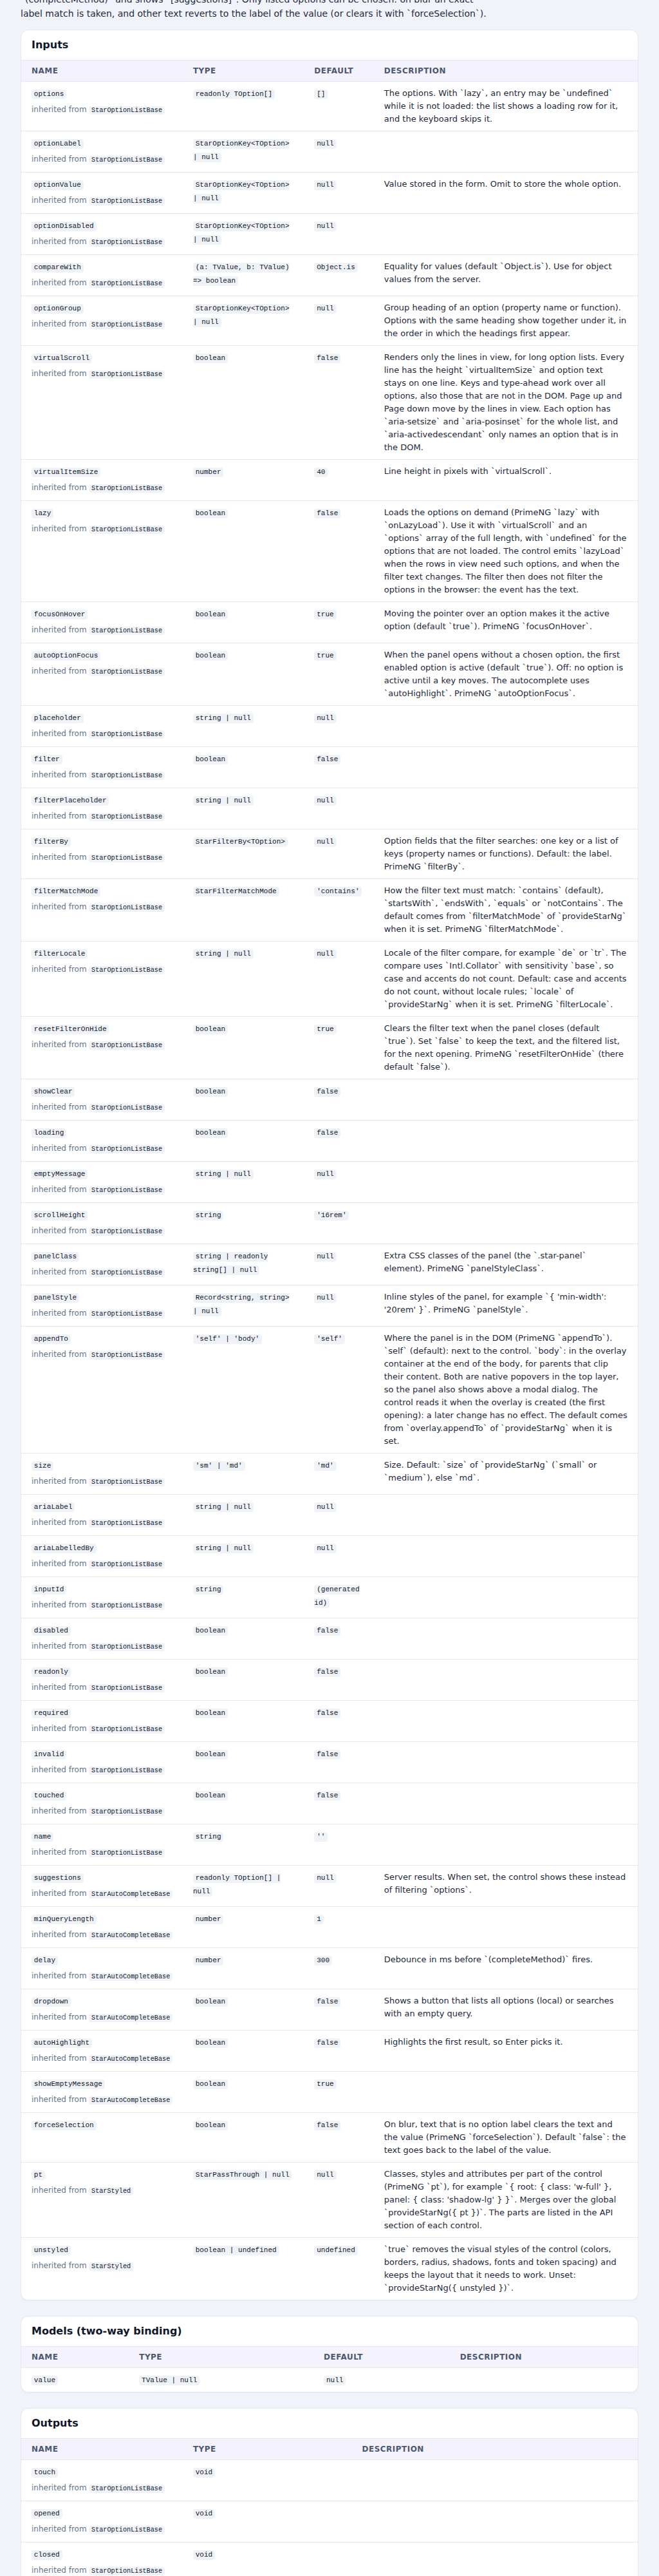 label match is taken, and other text reverts to the label of the value (or clears it with `forceSelection`).
Inputs
NAME TYPE DEFAULT DESCRIPTION
options readonly TOption[] [] The options. With `lazy`, an entry may be `undefined`
inherited from StarOptionListBase while it is not loaded: the list shows a loading row for it,
and the keyboard skips it.
optionLabel StarOptionKey<TOption> null
inherited from StarOptionListBase | null
optionValue StarOptionKey<TOption> null Value stored in the form. Omit to store the whole option.
inherited from StarOptionListBase | null
optionDisabled StarOptionKey<TOption> null
inherited from StarOptionListBase | null
compareWith (a: TValue, b: TValue) Object.is Equality for values (default `Object.is`). Use for object
inherited from StarOptionListBase => boolean values from the server.
optionGroup StarOptionKey<TOption> null Group heading of an option (property name or function).
inherited from StarOptionListBase | null Options with the same heading show together under it, in
the order in which the headings first appear.
virtualScroll boolean false Renders only the lines in view, for long option lists. Every
inherited from StarOptionListBase line has the height `virtualItemSize` and option text
stays on one line. Keys and type-ahead work over all
options, also those that are not in the DOM. Page up and
Page down move by the lines in view. Each option has
`aria-setsize` and `aria-posinset` for the whole list, and
`aria-activedescendant` only names an option that is in
the DOM.
virtualItemSize number 40 Line height in pixels with `virtualScroll`.
inherited from StarOptionListBase
lazy boolean false Loads the options on demand (PrimeNG `lazy` with
inherited from StarOptionListBase `onLazyLoad`). Use it with `virtualScroll` and an
`options` array of the full length, with `undefined` for the
options that are not loaded. The control emits `lazyLoad`
when the rows in view need such options, and when the
filter text changes. The filter then does not filter the
options in the browser: the event has the text.
focusOnHover boolean true Moving the pointer over an option makes it the active
inherited from StarOptionListBase option (default `true`). PrimeNG `focusOnHover`.
autoOptionFocus boolean true When the panel opens without a chosen option, the first
inherited from StarOptionListBase enabled option is active (default `true`). Off: no option is
active until a key moves. The autocomplete uses
`autoHighlight`. PrimeNG `autoOptionFocus`.
placeholder string | null null
inherited from StarOptionListBase
filter boolean false
inherited from StarOptionListBase
filterPlaceholder string | null null
inherited from StarOptionListBase
filterBy StarFilterBy<TOption> null Option fields that the filter searches: one key or a list of
inherited from StarOptionListBase keys (property names or functions). Default: the label.
PrimeNG `filterBy`.
filterMatchMode StarFilterMatchMode 'contains' How the filter text must match: `contains` (default),
inherited from StarOptionListBase `startsWith`, `endsWith`, `equals` or `notContains`. The
default comes from `filterMatchMode` of `provideStarNg`
when it is set. PrimeNG `filterMatchMode`.
filterLocale string | null null Locale of the filter compare, for example `de` or `tr`. The
inherited from StarOptionListBase compare uses `Intl.Collator` with sensitivity `base`, so
case and accents do not count. Default: case and accents
do not count, without locale rules; `locale` of
`provideStarNg` when it is set. PrimeNG `filterLocale`.
resetFilterOnHide boolean true Clears the filter text when the panel closes (default
inherited from StarOptionListBase `true`). Set `false` to keep the text, and the filtered list,
for the next opening. PrimeNG `resetFilterOnHide` (there
default `false`).
showClear boolean false
inherited from StarOptionListBase
loading boolean false
inherited from StarOptionListBase
emptyMessage string | null null
inherited from StarOptionListBase
scrollHeight string '16rem'
inherited from StarOptionListBase
panelClass string | readonly null Extra CSS classes of the panel (the `.star-panel`
inherited from StarOptionListBase string[] | null element). PrimeNG `panelStyleClass`.
panelStyle Record<string, string> null Inline styles of the panel, for example `{ 'min-width':
inherited from StarOptionListBase | null '20rem' }`. PrimeNG `panelStyle`.
appendTo 'self' | 'body' 'self' Where the panel is in the DOM (PrimeNG `appendTo`).
inherited from StarOptionListBase `self` (default): next to the control. `body`: in the overlay
container at the end of the body, for parents that clip
their content. Both are native popovers in the top layer,
so the panel also shows above a modal dialog. The
control reads it when the overlay is created (the first
opening): a later change has no effect. The default comes
from `overlay.appendTo` of `provideStarNg` when it is
set.
size 'sm' | 'md' 'md' Size. Default: `size` of `provideStarNg` (`small` or
inherited from StarOptionListBase `medium`), else `md`.
ariaLabel string | null null
inherited from StarOptionListBase
ariaLabelledBy string | null null
inherited from StarOptionListBase
inputId string (generated
inherited from StarOptionListBase id)
disabled boolean false
inherited from StarOptionListBase
readonly boolean false
inherited from StarOptionListBase
required boolean false
inherited from StarOptionListBase
invalid boolean false
inherited from StarOptionListBase
touched boolean false
inherited from StarOptionListBase
name string ''
inherited from StarOptionListBase
suggestions readonly TOption[] | null Server results. When set, the control shows these instead
inherited from StarAutoCompleteBase null of filtering `options`.
minQueryLength number 1
inherited from StarAutoCompleteBase
delay number 300 Debounce in ms before `(completeMethod)` fires.
inherited from StarAutoCompleteBase
dropdown boolean false Shows a button that lists all options (local) or searches
inherited from StarAutoCompleteBase with an empty query.
autoHighlight boolean false Highlights the first result, so Enter picks it.
inherited from StarAutoCompleteBase
showEmptyMessage boolean true
inherited from StarAutoCompleteBase
forceSelection boolean false On blur, text that is no option label clears the text and
the value (PrimeNG `forceSelection`). Default `false`: the
text goes back to the label of the value.
pt StarPassThrough | null null Classes, styles and attributes per part of the control
inherited from StarStyled (PrimeNG `pt`), for example `{ root: { class: 'w-full' },
panel: { class: 'shadow-lg' } }`. Merges over the global
`provideStarNg({ pt })`. The parts are listed in the API
section of each control.
unstyled boolean | undefined undefined `true` removes the visual styles of the control (colors,
inherited from StarStyled borders, radius, shadows, fonts and token spacing) and
keeps the layout that it needs to work. Unset:
`provideStarNg({ unstyled })`.
Models (two-way binding)
NAME TYPE DEFAULT DESCRIPTION
value TValue | null null
Outputs
NAME TYPE DESCRIPTION
touch void
inherited from StarOptionListBase
opened void
inherited from StarOptionListBase
closed void
inherited from StarOptionListBase